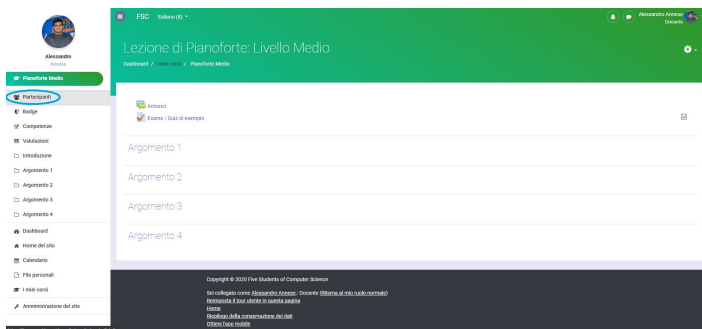 FSC Italiano (it)
Alessandro Annese
Docente
Alessandro
Annese
Lezione di Pianoforte: Livello Medio
Dashboard / I miei corsi / Pianoforte Medio
Pianoforte Medio
Partecipanti
Badge
Competenze
Valutazioni
Introduzione
Argomento 1
Argomento 2
Argomento 3
Argomento 4
Dashboard
Home del sito
Calendario
File personali
I miei corsi
Amministrazione del sito
Annunci
Esame / Quiz di esempio
Argomento 1
Argomento 2
Argomento 3
Argomento 4
Copyright © 2020 Five Students of Computer Science
Sei collegato come Alessandro Annese: Docente (Ritorna al mio ruolo normale)
Reimposta il tour utente in questa pagina
Home
Riepilogo della conservazione dei dati
Ottieni l'app mobile